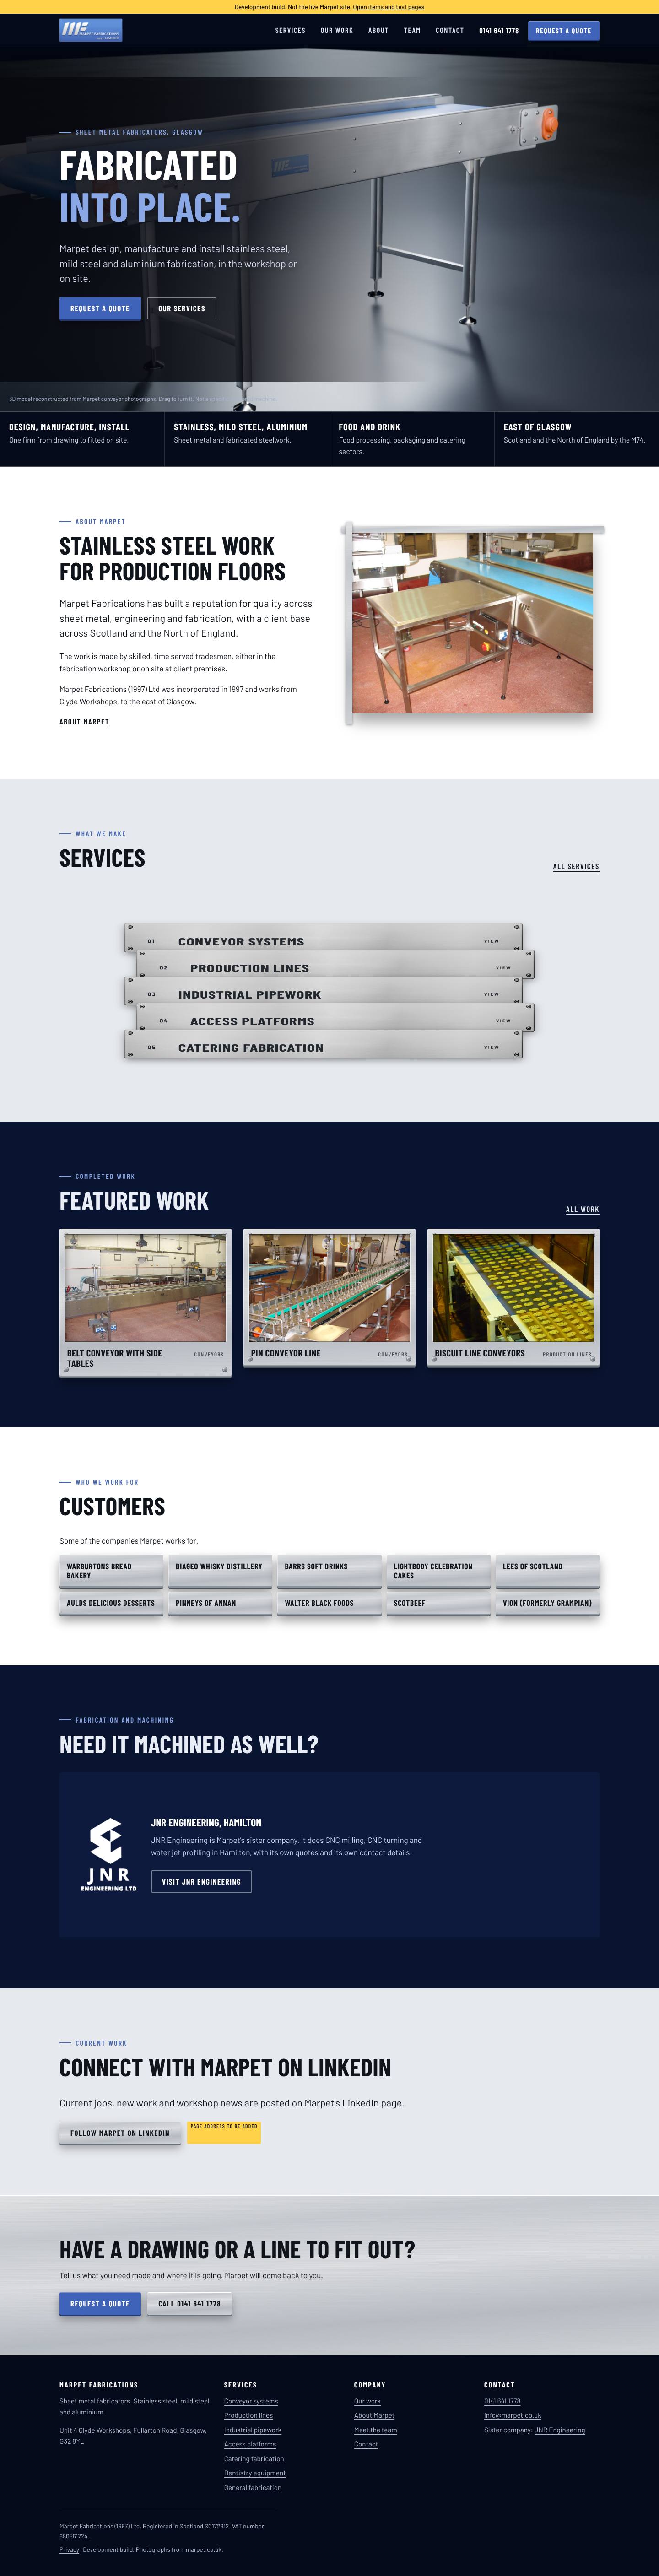 Development build. Not the live Marpet site. Open items and test pages
MARPET FABRICATIONS
SERVICES
OUR WORK
ABOUT
TEAM
CONTACT
0141 641 1778
REQUEST A QUOTE
SHEET METAL FABRICATORS, GLASGOW
FABRICATED
INTO PLACE.
Marpet design, manufacture and install stainless steel,
mild steel and aluminium fabrication, in the workshop or
on site.
REQUEST A QUOTE
OUR SERVICES
3D model reconstructed from Marpet conveyor photographs. Drag to turn it.
DESIGN, MANUFACTURE, INSTALL
One firm from drawing to fitted on site.
STAINLESS, MILD STEEL, ALUMINIUM
Sheet metal and fabricated steelwork.
FOOD AND DRINK
Food processing, packaging and catering
sectors.
EAST OF GLASGOW
Scotland and the North of England by the M74.
ABOUT MARPET
STAINLESS STEEL WORK
FOR PRODUCTION FLOORS
Marpet Fabrications has built a reputation for quality across
sheet metal, engineering and fabrication, with a client base
across Scotland and the North of England.
The work is made by skilled, time served tradesmen, either in the
fabrication workshop or on site at client premises.
Marpet Fabrications (1997) Ltd was incorporated in 1997 and works from
Clyde Workshops, to the east of Glasgow.
ABOUT MARPET
WHAT WE MAKE
SERVICES
ALL SERVICES
01 CONVEYOR SYSTEMS VIEW
02 PRODUCTION LINES VIEW
03 INDUSTRIAL PIPEWORK VIEW
04 ACCESS PLATFORMS VIEW
05 CATERING FABRICATION VIEW
COMPLETED WORK
FEATURED WORK
ALL WORK
BELT CONVEYOR WITH SIDE
TABLES
CONVEYORS
PIN CONVEYOR LINE
CONVEYORS
BISCUIT LINE CONVEYORS
PRODUCTION LINES
WHO WE WORK FOR
CUSTOMERS
Some of the companies Marpet works for.
WARBURTONS BREAD
BAKERY
DIAGEO WHISKY DISTILLERY
BARRS SOFT DRINKS
LIGHTBODY CELEBRATION
CAKES
LEES OF SCOTLAND
AULDS DELICIOUS DESSERTS
PINNEYS OF ANNAN
WALTER BLACK FOODS
SCOTBEEF
VION (FORMERLY GRAMPIAN)
FABRICATION AND MACHINING
NEED IT MACHINED AS WELL?
JNR
ENGINEERING LTD
JNR ENGINEERING, HAMILTON
JNR Engineering is Marpet's sister company. It does CNC milling, CNC turning and
water jet profiling in Hamilton, with its own quotes and its own contact details.
VISIT JNR ENGINEERING
CURRENT WORK
CONNECT WITH MARPET ON LINKEDIN
Current jobs, new work and workshop news are posted on Marpet's LinkedIn page.
FOLLOW MARPET ON LINKEDIN
PAGE ADDRESS TO BE ADDED
HAVE A DRAWING OR A LINE TO FIT OUT?
Tell us what you need made and where it is going. Marpet will come back to you.
REQUEST A QUOTE
CALL 0141 641 1778
MARPET FABRICATIONS
Sheet metal fabricators. Stainless steel, mild steel
and aluminium.
Unit 4 Clyde Workshops, Fullarton Road, Glasgow,
G32 8YL
SERVICES
Conveyor systems
Production lines
Industrial pipework
Access platforms
Catering fabrication
Dentistry equipment
General fabrication
COMPANY
Our work
About Marpet
Meet the team
Contact
CONTACT
0141 641 1778
info@marpet.co.uk
Sister company: JNR Engineering
Marpet Fabrications (1997) Ltd. Registered in Scotland SC172812. VAT number
680561724.
Privacy · Development build. Photographs from marpet.co.uk.